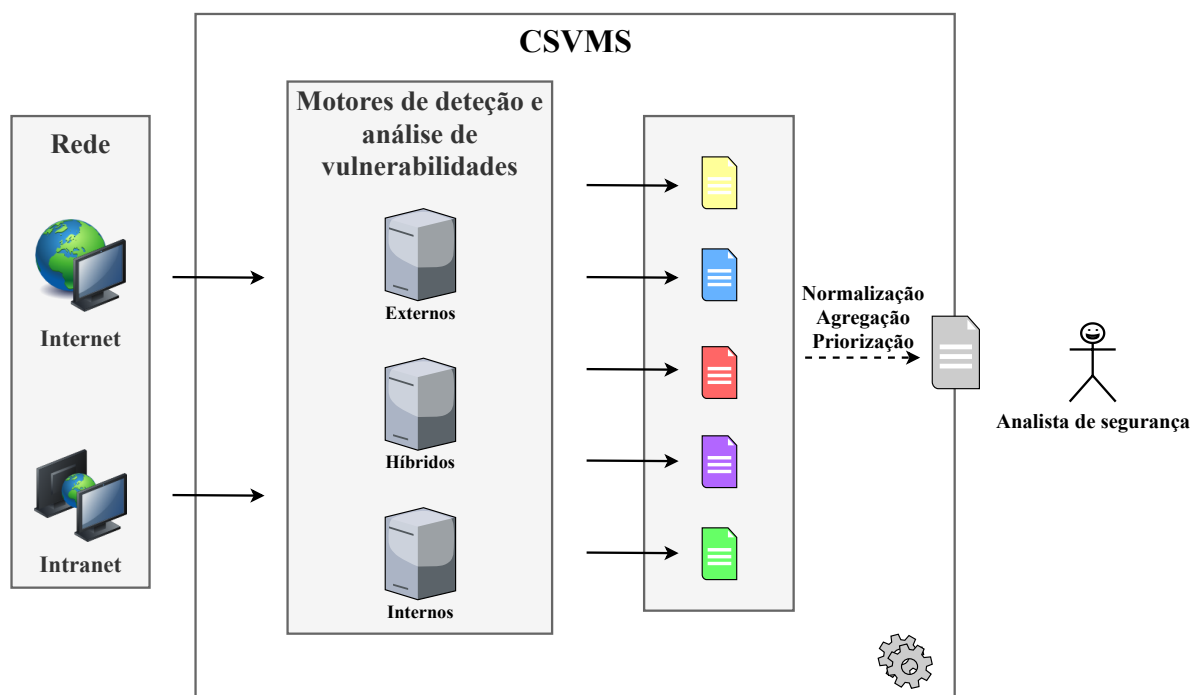 CSVMS
Rede
Internet
Intranet
Motores de deteção e
análise de
vulnerabilidades
Externos
Híbridos
Internos
Normalização
Agregação
Priorização
Analista de segurança